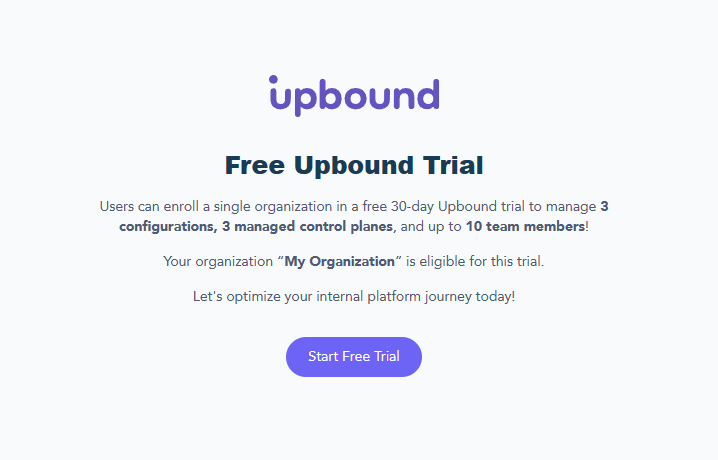 upbound
Free Upbound Trial
Users can enroll a single organization in a free 30-day Upbound trial to manage 3
configurations, 3 managed control planes, and up to 10 team members!
Your organization “My Organization” is eligible for this trial.
Let's optimize your internal platform journey today!
Start Free Trial